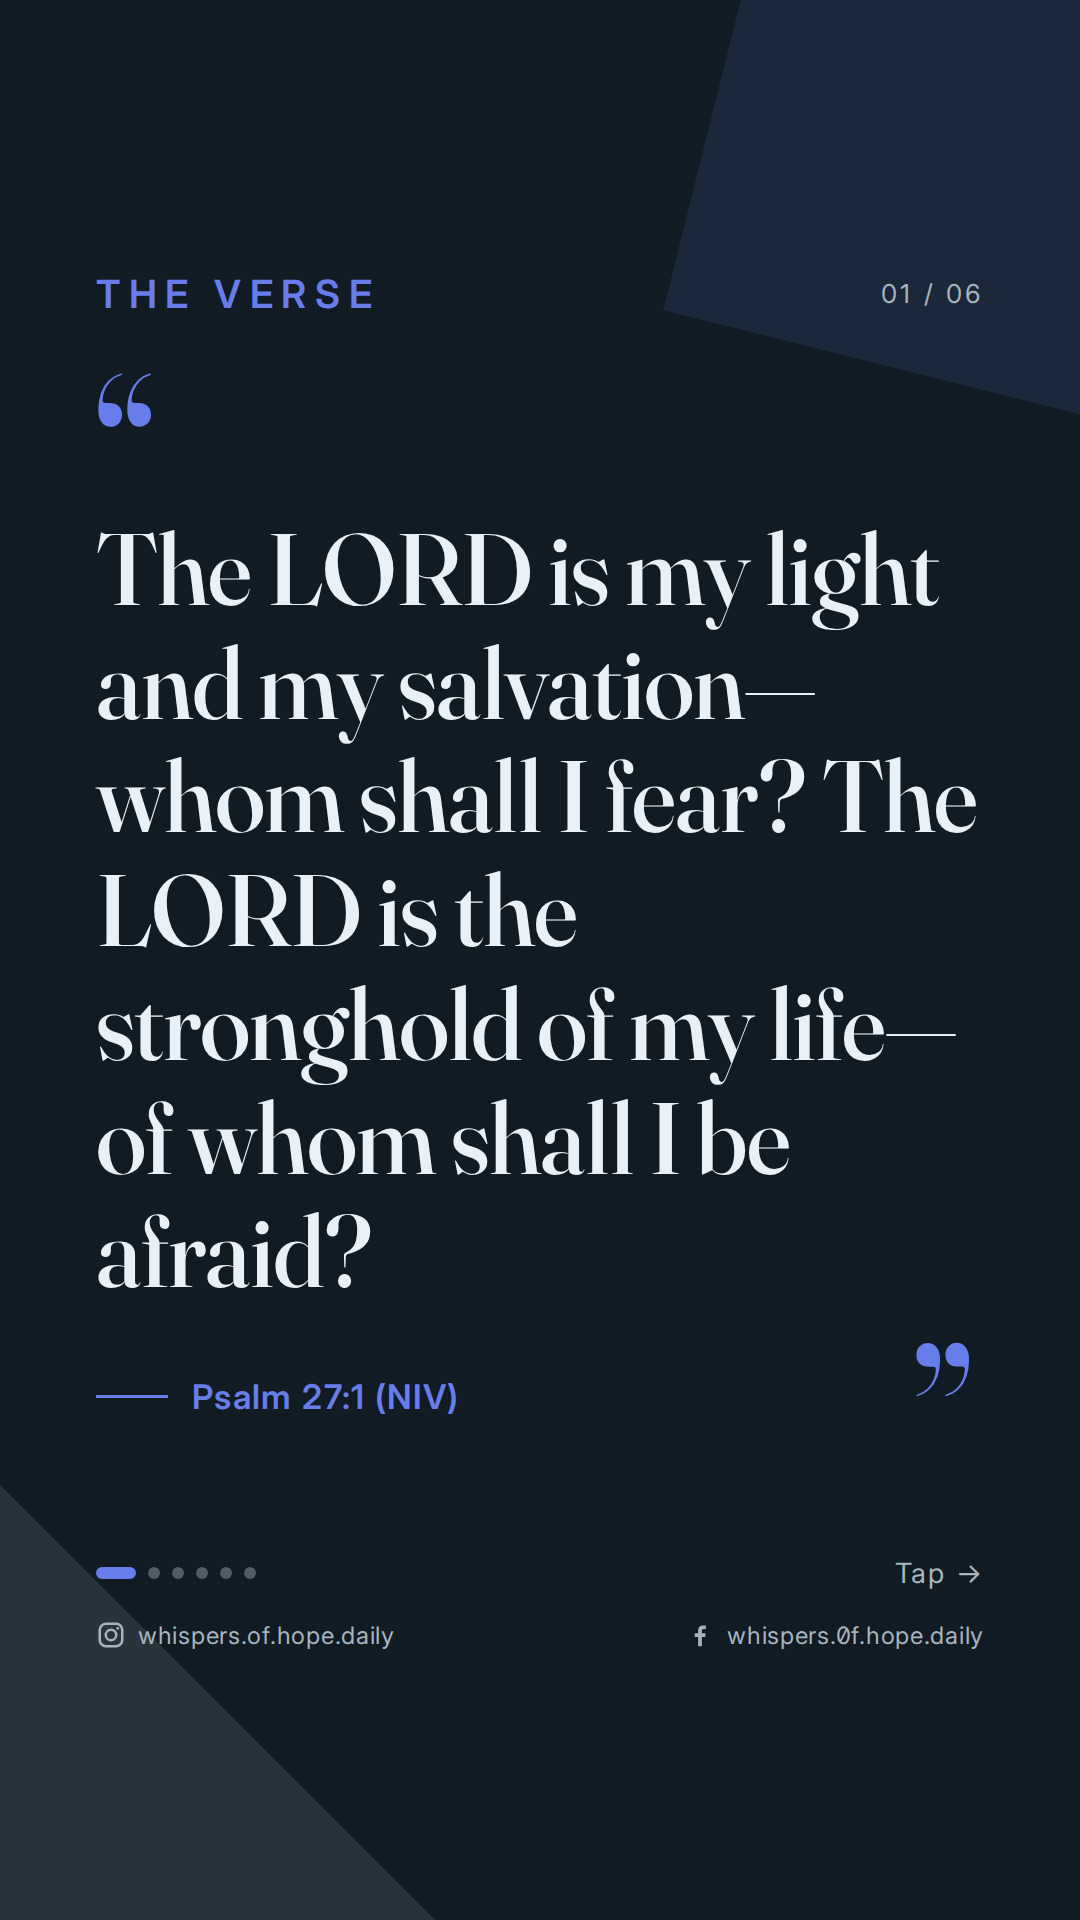 THE VERSE
01 / 06
“
The LORD is my light
and my salvation—
whom shall I fear? The
LORD is the
stronghold of my life—
of whom shall I be
afraid?
”
Psalm 27:1 (NIV)
Tap →
whispers.of.hope.daily
whispers.0f.hope.daily